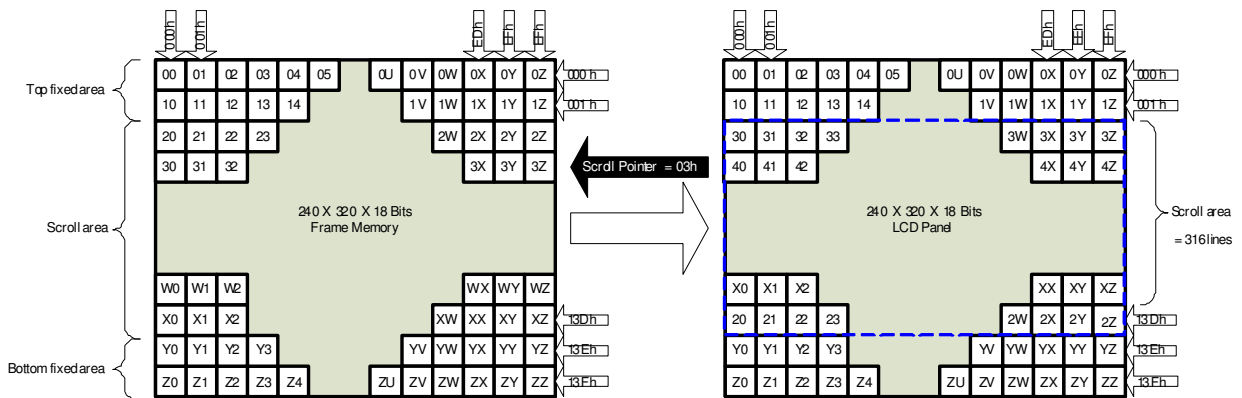 000h 001h EDh EFh EFh 000h 001h EDh EEh EFh
00 01 02 03 04 05 0U 0V 0W 0X 0Y 0Z 000h 00 01 02 03 04 05 0U 0V 0W 0X 0Y 0Z 000h
Top fixed area
10 11 12 13 14 1V 1W 1X 1Y 1Z 001h 10 11 12 13 14 1V 1W 1X 1Y 1Z 001h
20 21 22 23 2W 2X 2Y 2Z 30 31 32 33 3W 3X 3Y 3Z
30 31 32 3X 3Y 3Z Scroll Pointer = 03h 40 41 42 4X 4Y 4Z
240 X 320 X 18 Bits
Frame Memory
240 X 320 X 18 Bits
LCD Panel
Scroll area
Scroll area
= 316 lines
W0 W1 W2 WX WY WZ X0 X1 X2 XX XY XZ
X0 X1 X2 XW XX XY XZ 13Dh 20 21 22 23 2W 2X 2Y 2Z 13Dh
Y0 Y1 Y2 Y3 YV YW YX YY YZ 13Eh Y0 Y1 Y2 Y3 YV YW YX YY YZ 13Eh
Bottom fixed area
Z0 Z1 Z2 Z3 Z4 ZU ZV ZW ZX ZY ZZ 13Fh Z0 Z1 Z2 Z3 Z4 ZU ZV ZW ZX ZY ZZ 13Fh